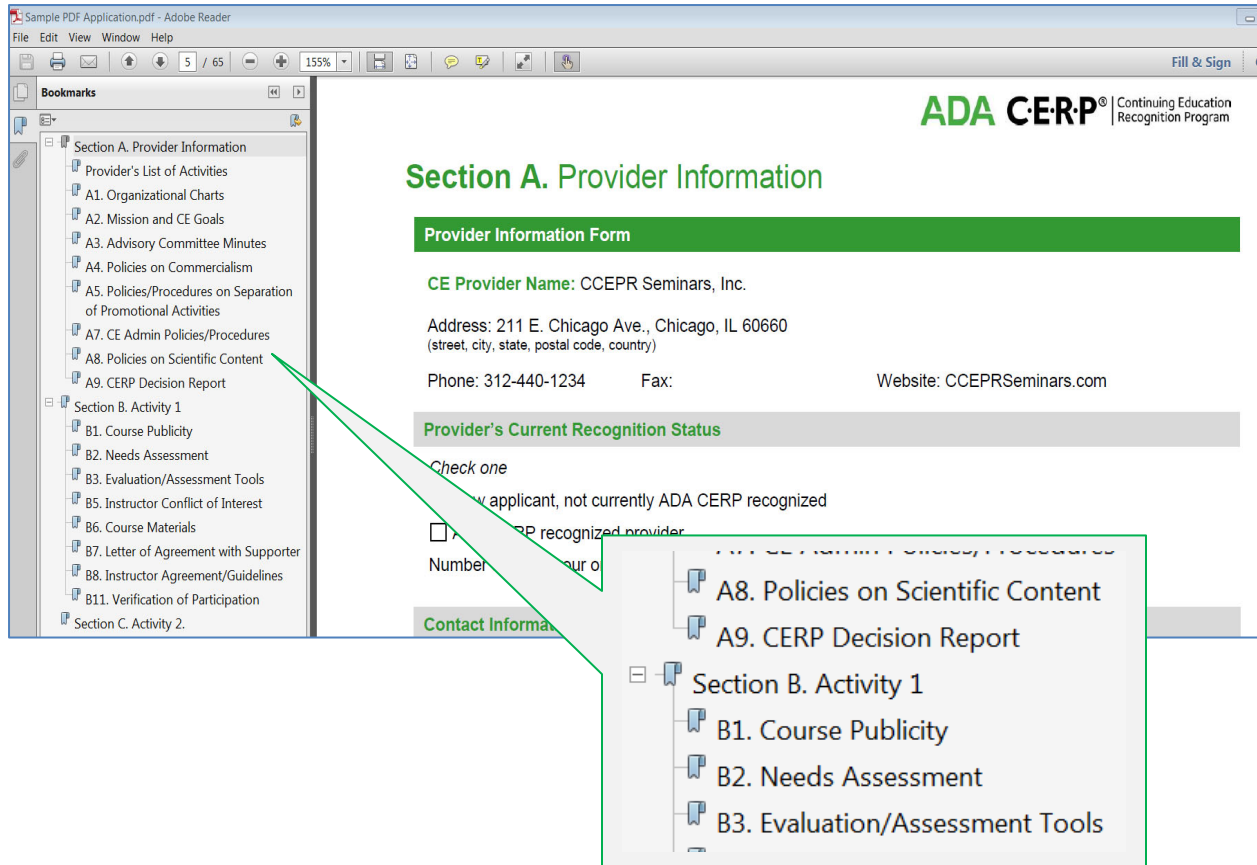 Sample PDF Application.pdf - Adobe Reader
File Edit View Window Help
5 / 65 155% Fill & Sign
Bookmarks
Section A. Provider Information
Provider's List of Activities
A1. Organizational Charts
A2. Mission and CE Goals
A3. Advisory Committee Minutes
A4. Policies on Commercialism
A5. Policies/Procedures on Separation
of Promotional Activities
A7. CE Admin Policies/Procedures
A8. Policies on Scientific Content
A9. CERP Decision Report
Section B. Activity 1
B1. Course Publicity
B2. Needs Assessment
B3. Evaluation/Assessment Tools
B5. Instructor Conflict of Interest
B6. Course Materials
B7. Letter of Agreement with Supporter
B8. Instructor Agreement/Guidelines
B11. Verification of Participation
Section C. Activity 2.
ADA C·E·R·P® Continuing Education
Recognition Program
Section A. Provider Information
Provider Information Form
CE Provider Name: CCEPR Seminars, Inc.
Address: 211 E. Chicago Ave., Chicago, IL 60660
(street, city, state, postal code, country)
Phone: 312-440-1234 Fax: Website: CCEPRSeminars.com
Provider's Current Recognition Status
Check one
applicant, not currently ADA CERP recognized
recognized provider
Number
Contact
A7. CE Admin Policies/Procedures
A8. Policies on Scientific Content
A9. CERP Decision Report
Section B. Activity 1
B1. Course Publicity
B2. Needs Assessment
B3. Evaluation/Assessment Tools